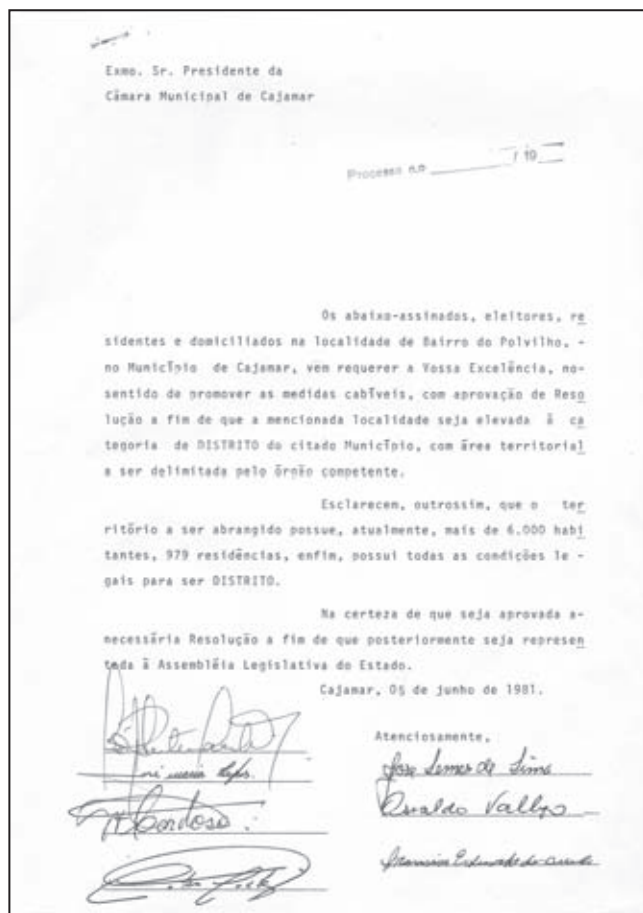 Exmo. Sr. Presidente da
Câmara Municipal de Cajamar
Processo n.o ________ / 19 ___
Os abaixo-assinados, eleitores, re
sidentes e domiciliados na localidade de Bairro do Polvilho, -
no Município de Cajamar, vem requerer a Vossa Excelência, no-
sentido de promover as medidas cabíveis, com aprovação de Reso
lução a fim de que a mencionada localidade seja elevada à ca
tegoria de DISTRITO do citado Município, com área territorial
a ser delimitada pelo órgão competente.
Esclarecem, outrossim, que o ter
ritório a ser abrangido possue, atualmente, mais de 6.000 habi
tantes, 979 residências, enfim, possui todas as condições le -
gais para ser DISTRITO.
Na certeza de que seja aprovada a-
necessária Resolução a fim de que posteriormente seja represen
tada à Assembléia Legislativa do Estado.
Cajamar, 05 de junho de 1981.
Atenciosamente,
de Lima
Cardoso
Osvaldo